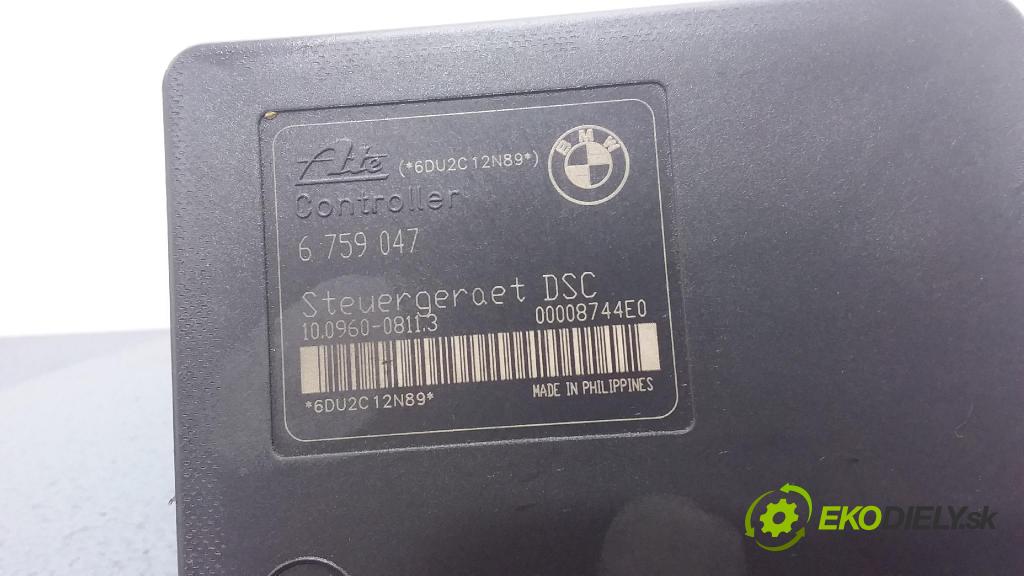 Ate (*6DU2C12N89*)
BMW
Controller
6 759 047
Steuergeraet DSC
10.0960-0811.3 00008744E0
*6DU2C12N89* MADE IN PHILIPPINES
EKODIELY.sk